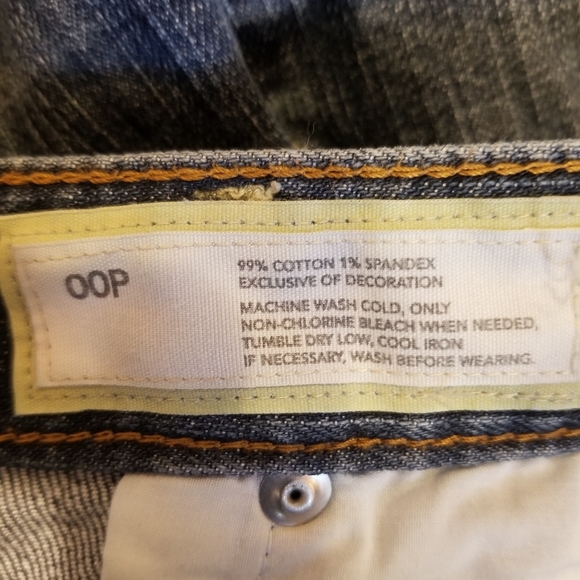 OOP
99% COTTON 1% SPANDEX
EXCLUSIVE OF DECORATION
MACHINE WASH COLD, ONLY
NON-CHLORINE BLEACH WHEN NEEDED,
TUMBLE DRY LOW, COOL IRON
IF NECESSARY, WASH BEFORE WEARING.